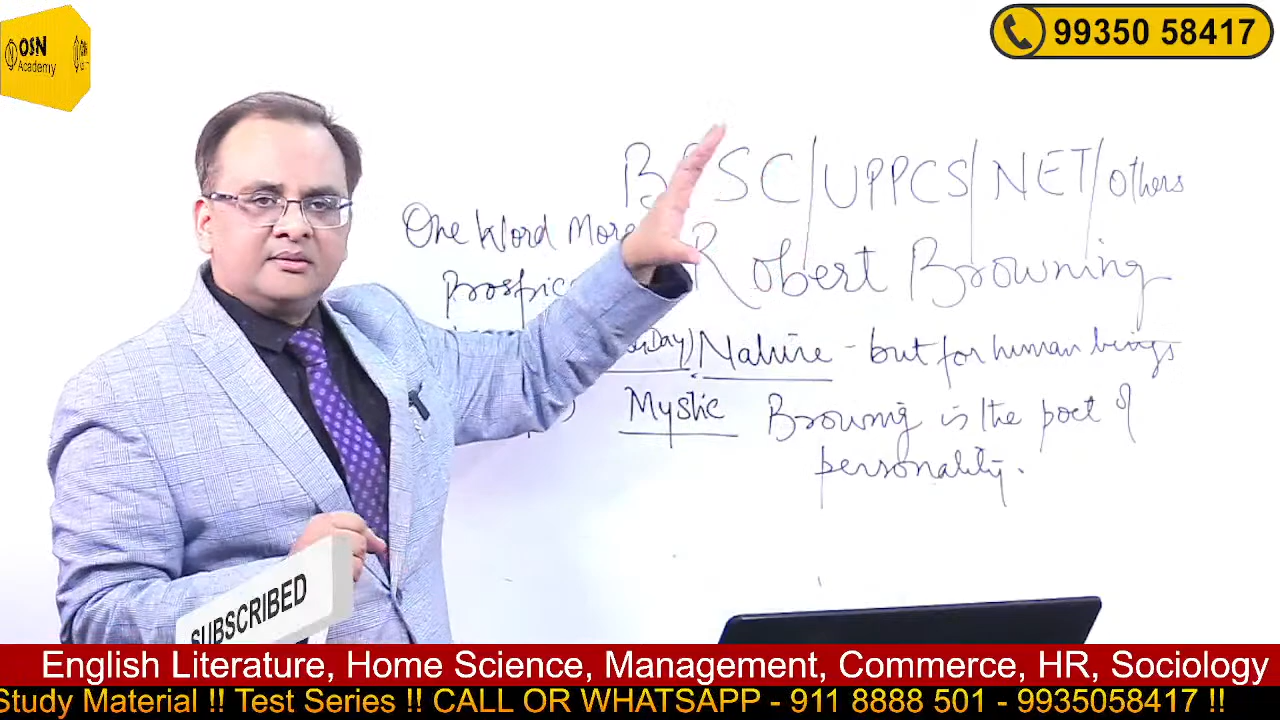 OSN
Academy
99350 58417
SC/UPPCS/NET/others
One Word More
Robert Browning
Day) Nature - but for human beings
Mystic
Browning is the poet of
personality.
SUBSCRIBED
English Literature, Home Science, Management, Commerce, HR, Sociology
Study Material !! Test Series !! CALL OR WHATSAPP - 911 8888 501 - 9935058417 !!